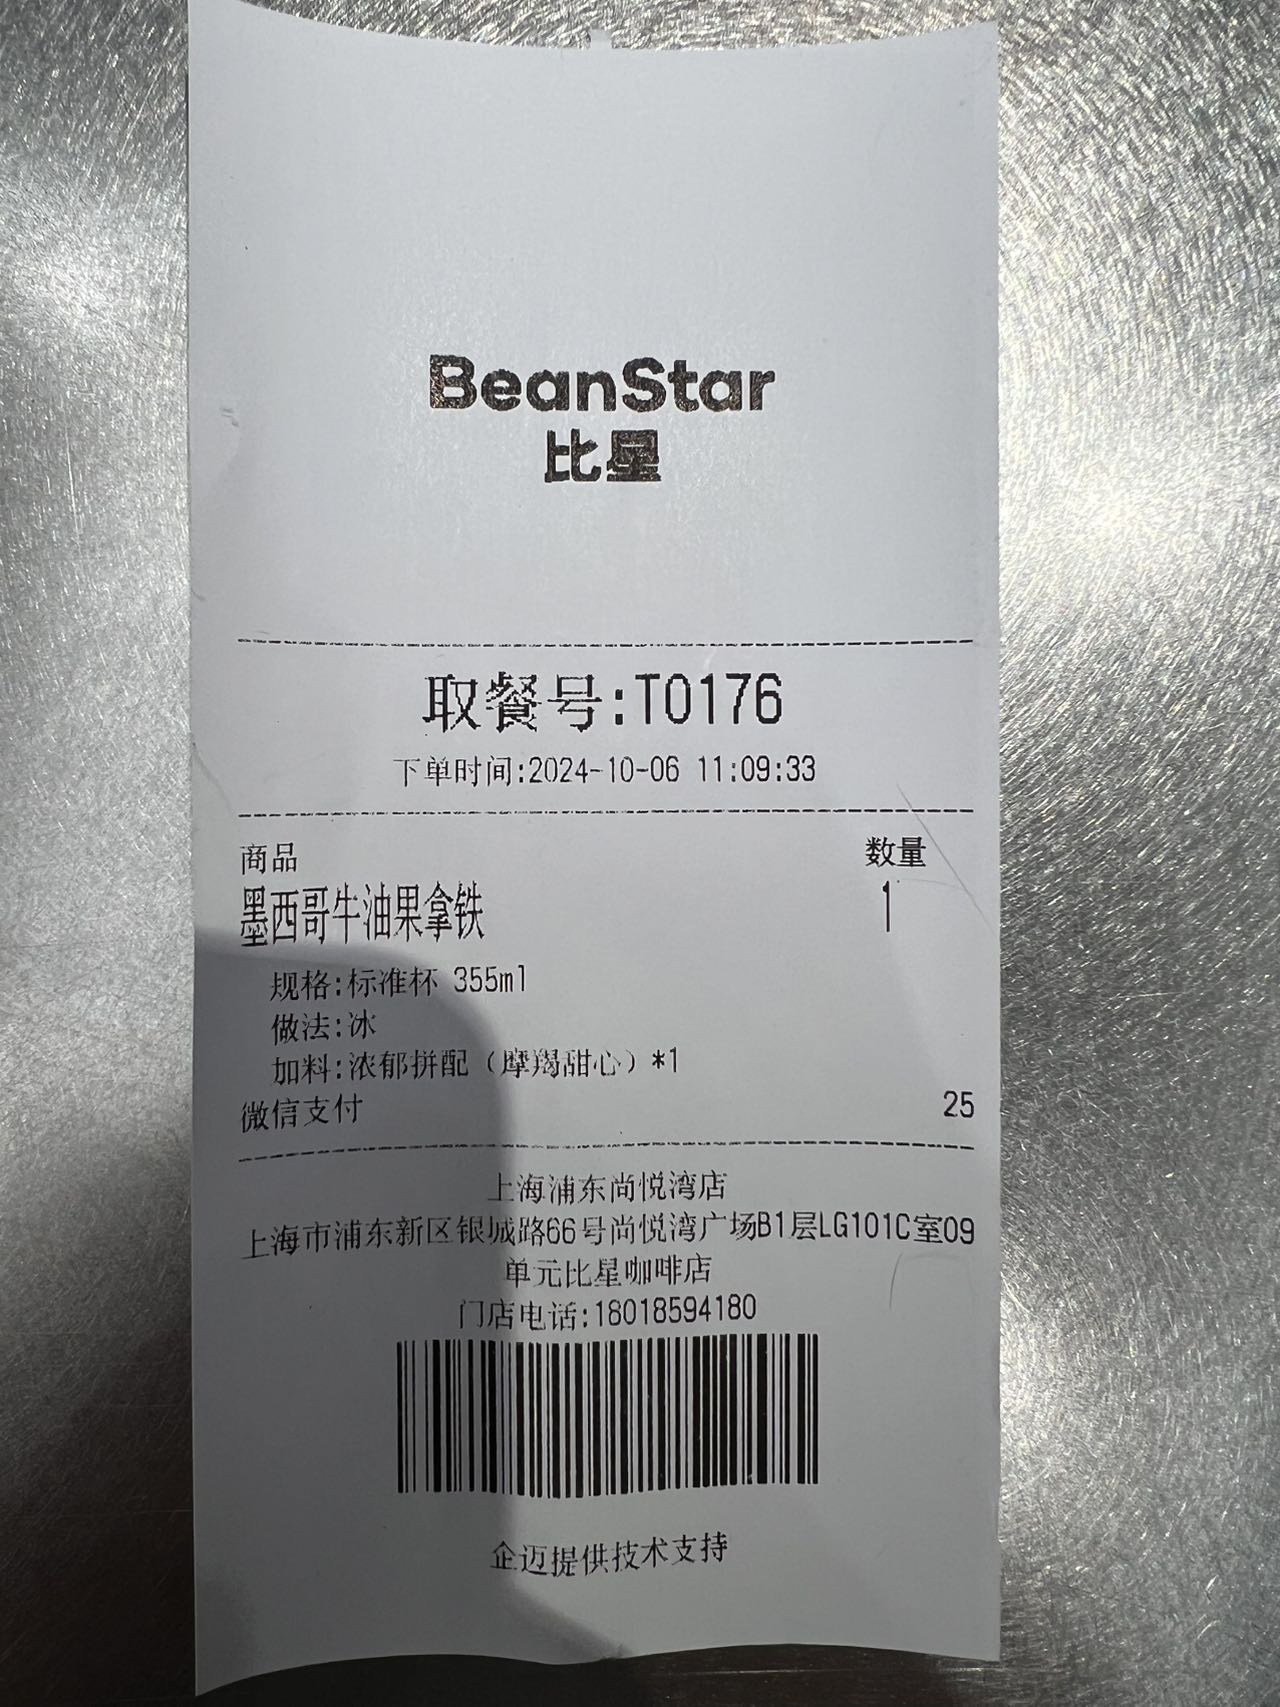 BeanStar
比星
取餐号:T0176
下单时间:2024-10-06 11:09:33
商品 数量
墨西哥牛油果拿铁 1
规格:标准杯 355ml
做法:冰
加料:浓郁拼配（摩羯甜心）*1
微信支付 25
上海浦东尚悦湾店
上海市浦东新区银城路66号尚悦湾广场B1层LG101C室09
单元比星咖啡店
门店电话:18018594180
企迈提供技术支持